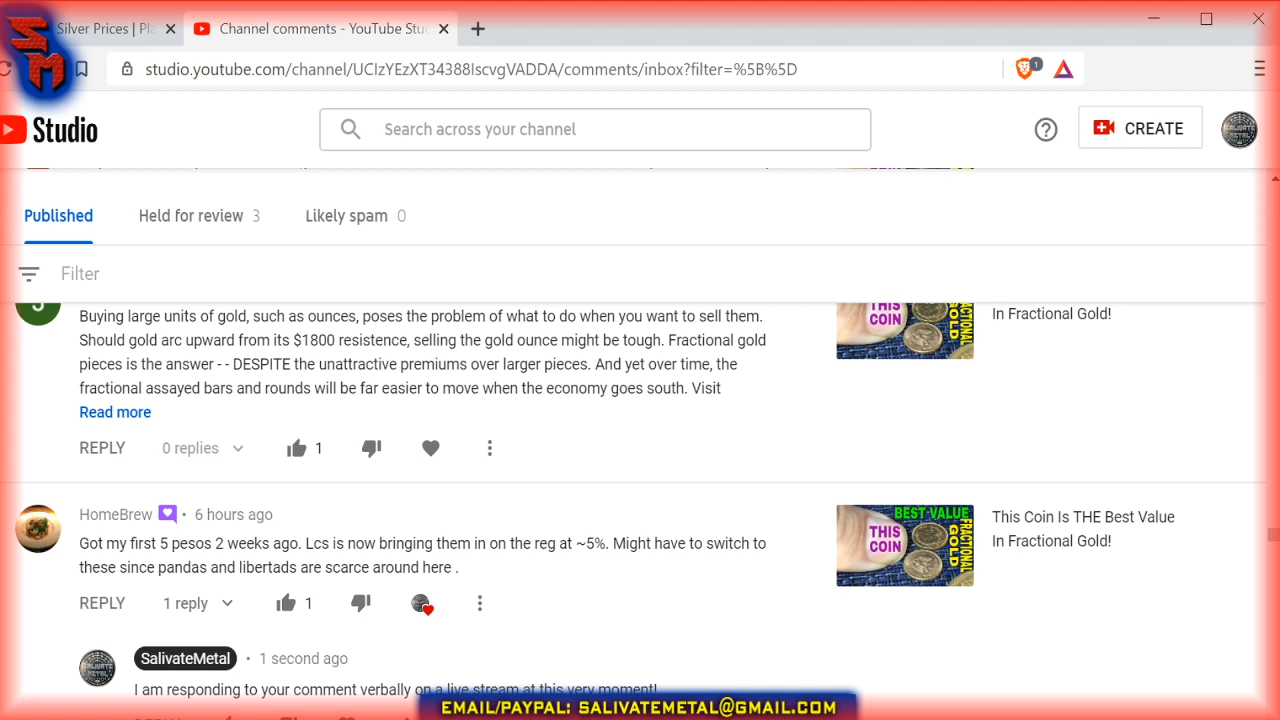 SM
Silver Prices | Pla
Channel comments - YouTube Stu
studio.youtube.com/channel/UCIzYEzXT34388IscvgVADDA/comments/inbox?filter=%5B%5D
1
Studio
Search across your channel
CREATE
Published
Held for review 3
Likely spam 0
Filter
Buying large units of gold, such as ounces, poses the problem of what to do when you want to sell them.
Should gold arc upward from its $1800 resistence, selling the gold ounce might be tough. Fractional gold
pieces is the answer - - DESPITE the unattractive premiums over larger pieces. And yet over time, the
fractional assayed bars and rounds will be far easier to move when the economy goes south. Visit
Read more
THIS
COIN
FRACTIONAL
GOLD
In Fractional Gold!
REPLY 0 replies 1
HomeBrew • 6 hours ago
Got my first 5 pesos 2 weeks ago. Lcs is now bringing them in on the reg at ~5%. Might have to switch to
these since pandas and libertads are scarce around here .
BEST VALUE
THIS
COIN
FRACTIONAL
GOLD
This Coin Is THE Best Value
In Fractional Gold!
REPLY 1 reply 1
SalivateMetal • 1 second ago
I am responding to your comment verbally on a live stream at this very moment!
EMAIL/PAYPAL: SALIVATEMETAL@GMAIL.COM